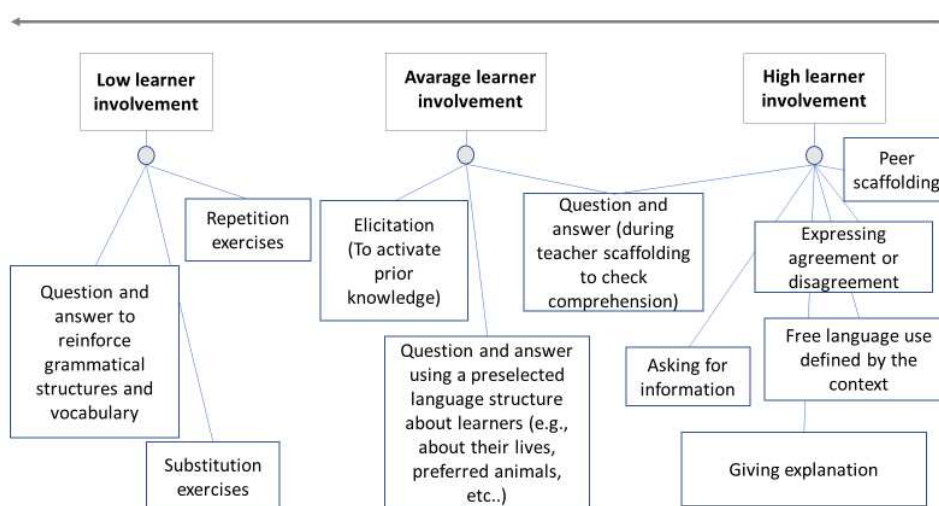 Low learner
involvement
Avarage learner
involvement
High learner
involvement
Peer
scaffolding
Repetition
exercises
Elicitation
(To activate
prior
knowledge)
Question and
answer (during
teacher scaffolding
to check
comprehension)
Expressing
agreement or
disagreement
Question and
answer to
reinforce
grammatical
structures and
vocabulary
Question and answer
using a preselected
language structure
about learners (e.g.,
about their lives,
preferred animals,
etc..)
Asking for
information
Free language use
defined by the
context
Substitution
exercises
Giving explanation